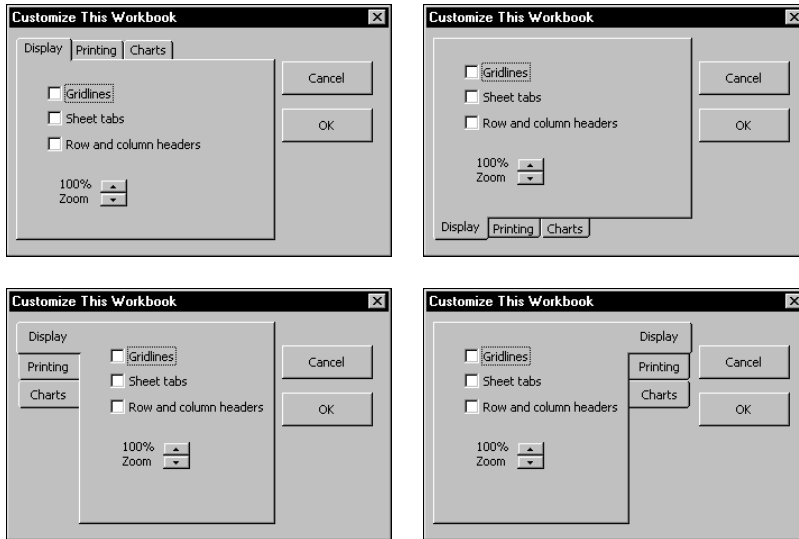 Customize This Workbook
Display Printing Charts
Gridlines
Sheet tabs
Row and column headers
100%
Zoom
Cancel
OK
Customize This Workbook
Gridlines
Sheet tabs
Row and column headers
100%
Zoom
Display Printing Charts
Cancel
OK
Customize This Workbook
Display
Printing
Charts
Gridlines
Sheet tabs
Row and column headers
100%
Zoom
Cancel
OK
Customize This Workbook
Gridlines
Sheet tabs
Row and column headers
100%
Zoom
Display
Printing
Charts
Cancel
OK